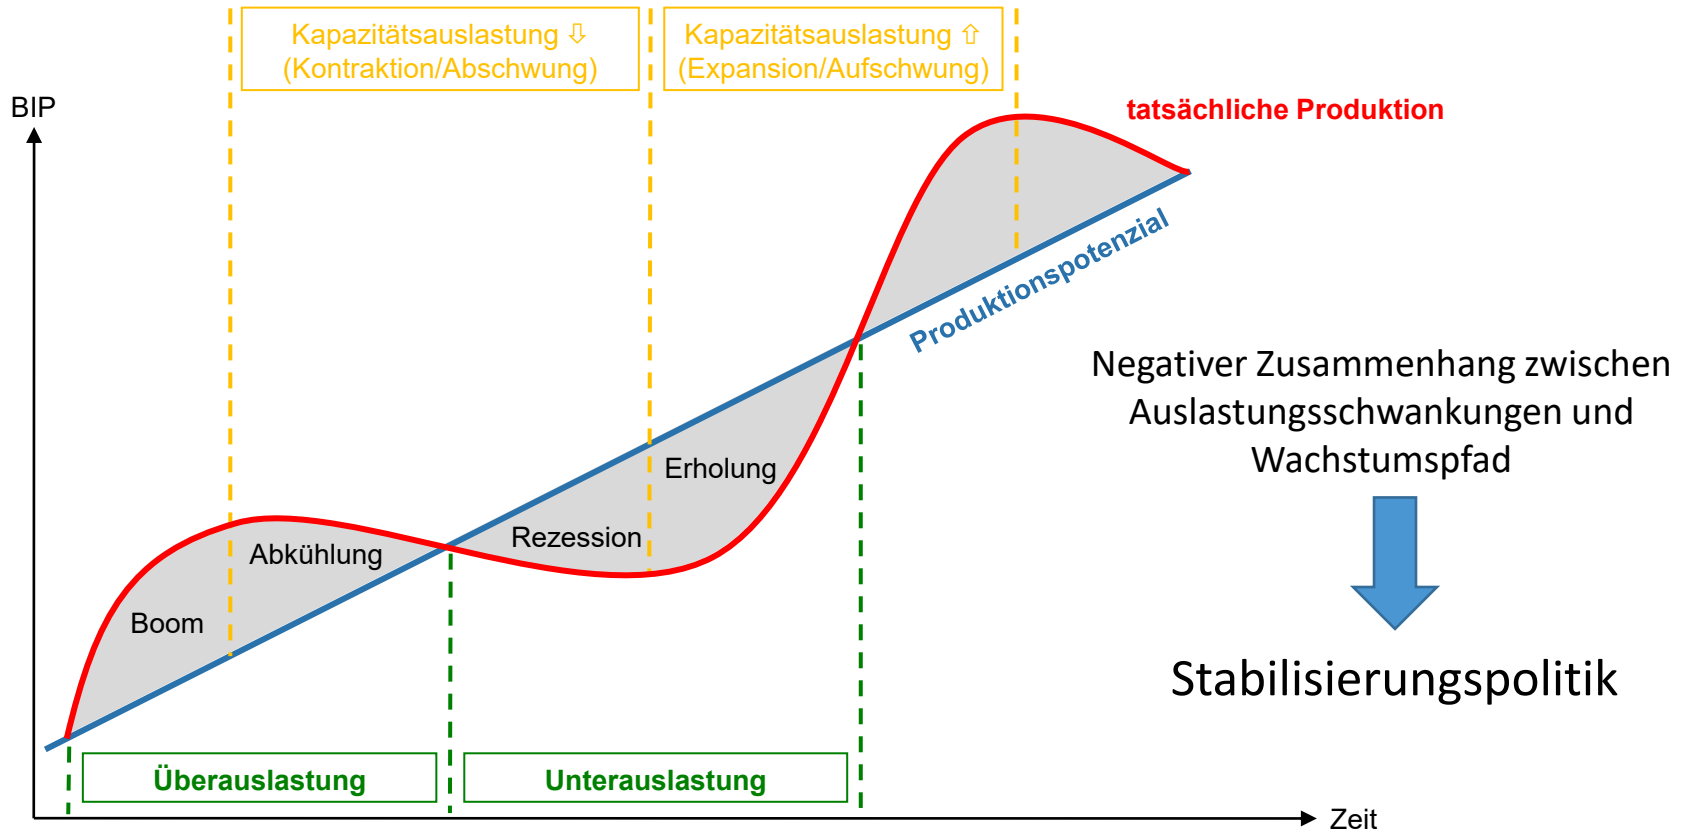 Kapazitätsauslastung ⇩
(Kontraktion/Abschwung)
Kapazitätsauslastung ⇧
(Expansion/Aufschwung)
BIP
tatsächliche Produktion
Produktionspotenzial
Negativer Zusammenhang zwischen
Auslastungsschwankungen und
Wachstumspfad
Erholung
Rezession
Abkühlung
Boom
Stabilisierungspolitik
Überauslastung
Unterauslastung
Zeit